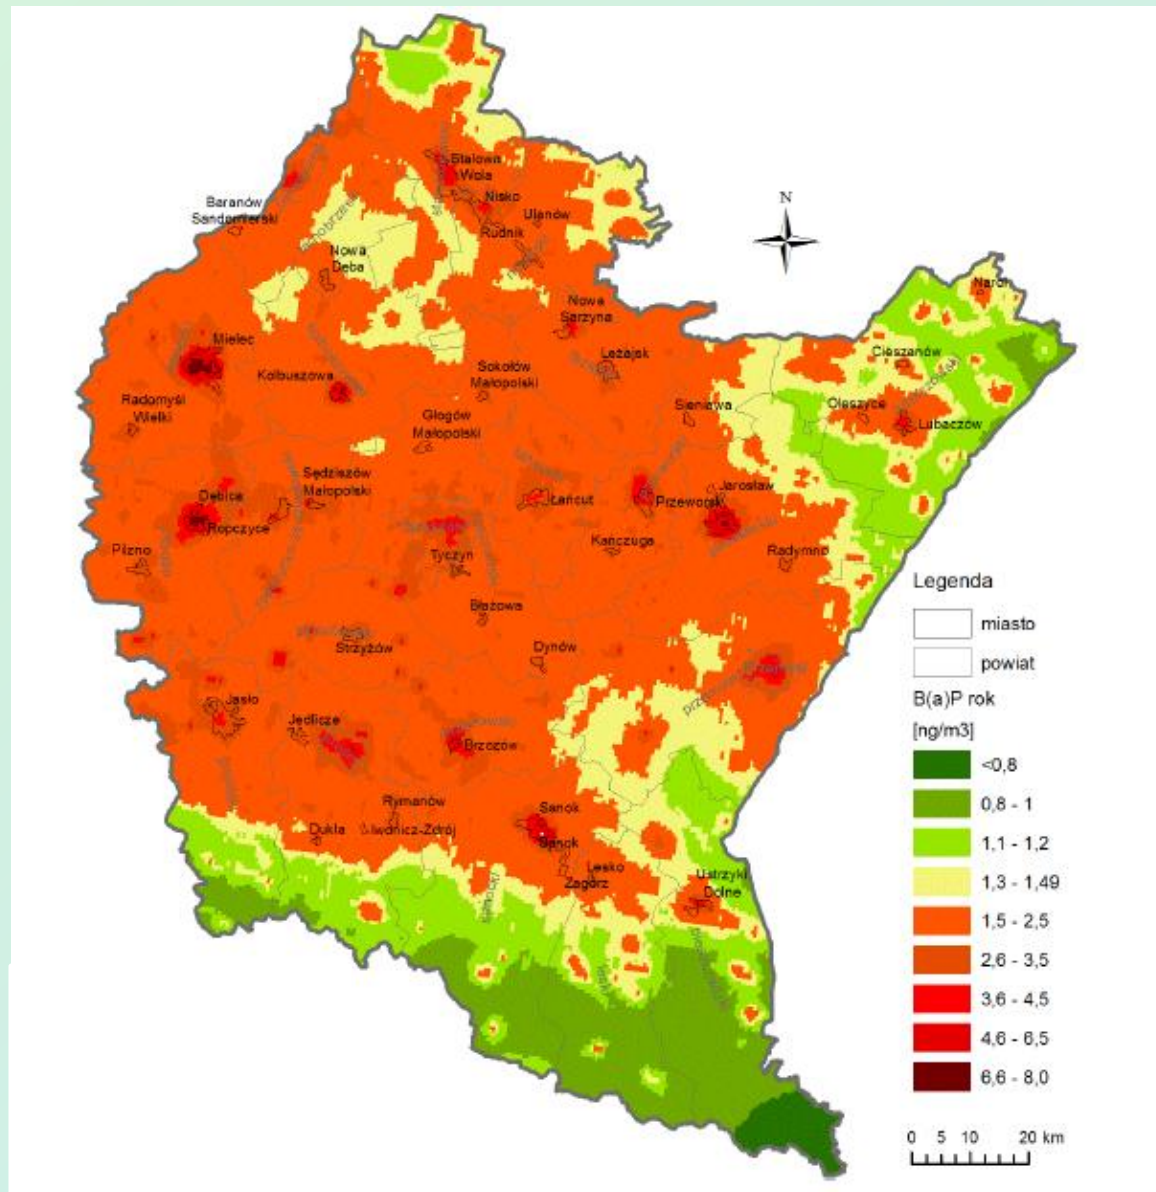 Stalowa
Wola
Baranów
Sandomierski
Nisko
Ulanów
Rudnik
N
Nowa
Dęba
Narol
Nowa
Sarzyna
Mielec
Cieszanów
Leżajsk
Sokołów
Małopolski
Kolbuszowa
Radomyśl
Wielki
Sieniawa
Oleszyce
Głogów
Małopolski
Lubaczów
Sędziszów
Małopolski
Jarosław
Dębica
Łańcut
Przeworsk
Ropczyce
Kańczuga
Pilzno
Tyczyn
Radymno
Błażowa
Strzyżów
Dynów
Jasło
Jedlicze
Brzozów
Rymanów
Sanok
Dukla
Iwonicz-Zdrój
Sanok
Lesko
Zagórz
Ustrzyki
Dolne
Legenda
miasto
powiat
B(a)P rok
[ng/m3]
<0,8
0,8 - 1
1,1 - 1,2
1,3 - 1,49
1,5 - 2,5
2,6 - 3,5
3,6 - 4,5
4,6 - 6,5
6,6 - 8,0
0 5 10 20 km